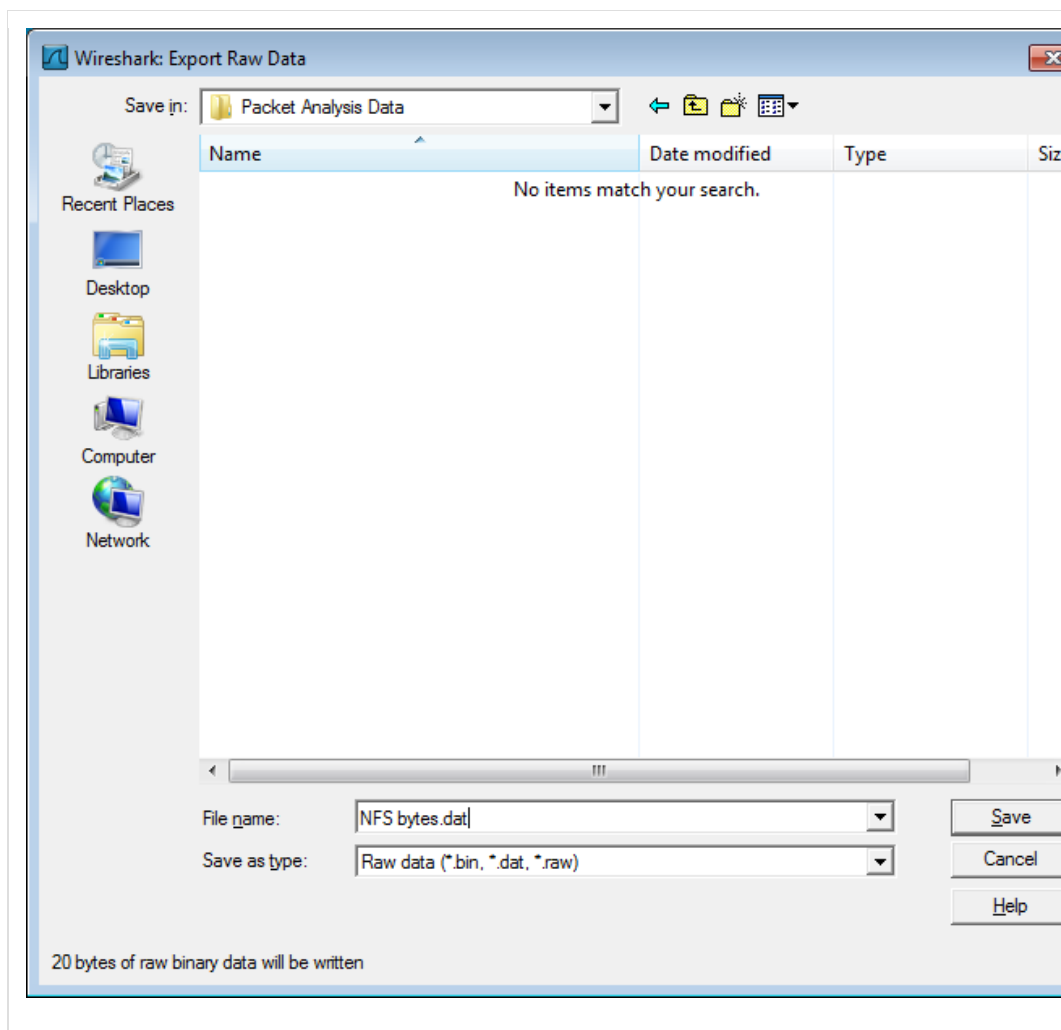 Wireshark: Export Raw Data
Save in: Packet Analysis Data
Name Date modified Type Siz
No items match your search.
Recent Places
Desktop
Libraries
Computer
Network
File name: NFS bytes.dat Save
Save as type: Raw data (*.bin, *.dat, *.raw) Cancel
Help
20 bytes of raw binary data will be written